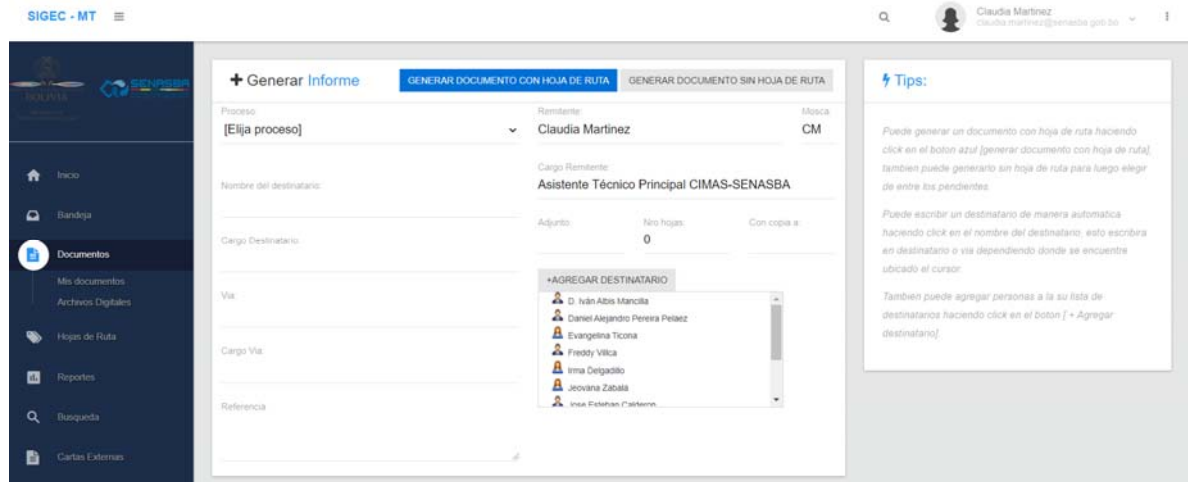 SIGEC - MT
Claudia Martinez
claudia.martinez@senasba.gob.bo
BOLIVIA
SENASBA
Inicio
Bandeja
Documentos
Mis documentos
Archivos Digitales
Hojas de Ruta
Reportes
Busqueda
Cartas Externas
+ Generar Informe
GENERAR DOCUMENTO CON HOJA DE RUTA
GENERAR DOCUMENTO SIN HOJA DE RUTA
Proceso:
[Elija proceso]
Remitente:
Claudia Martinez
Mosca
CM
Nombre del destinatario:
Cargo Remitente:
Asistente Técnico Principal CIMAS-SENASBA
Cargo Destinatario:
Adjunto:
Nro hojas:
0
Con copia a:
Via:
Cargo Via:
Referencia
+AGREGAR DESTINATARIO
D. Iván Albis Mancilla
Daniel Alejandro Pereira Pelaez
Evangelina Ticona
Freddy Villca
Irma Delgadillo
Jeovana Zabala
Jose Esteban Calderon
Tips:
Puede generar un documento con hoja de ruta haciendo
click en el boton azul [generar documento con hoja de ruta],
tambien puede generarlo sin hoja de ruta para luego elegir
de entre los pendientes.
Puede escribir un destinatario de manera automatica
haciendo click en el nombre del destinatario, esto escribira
en destinatario o via dependiendo donde se encuentre
ubicado el cursor.
Tambien puede agregar personas a la su lista de
destinatarios haciendo click en el boton [ + Agregar
destinatario]